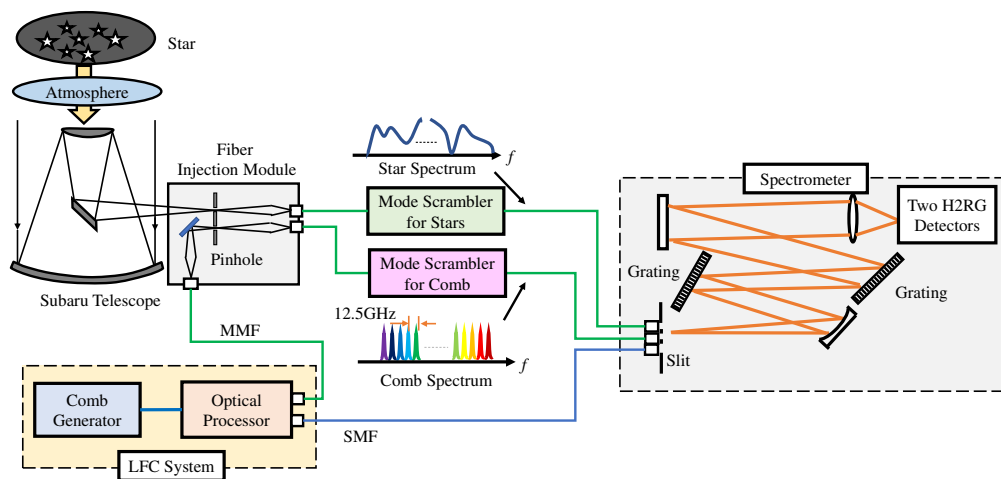 Star
Atmosphere
Fiber
Injection Module
Pinhole
Subaru Telescope
MMF
f
Star Spectrum
Mode Scrambler
for Stars
Mode Scrambler
for Comb
12.5GHz
......
f
Comb Spectrum
Spectrometer
Two H2RG
Detectors
Grating
Grating
Slit
Comb
Generator
Optical
Processor
LFC System
SMF